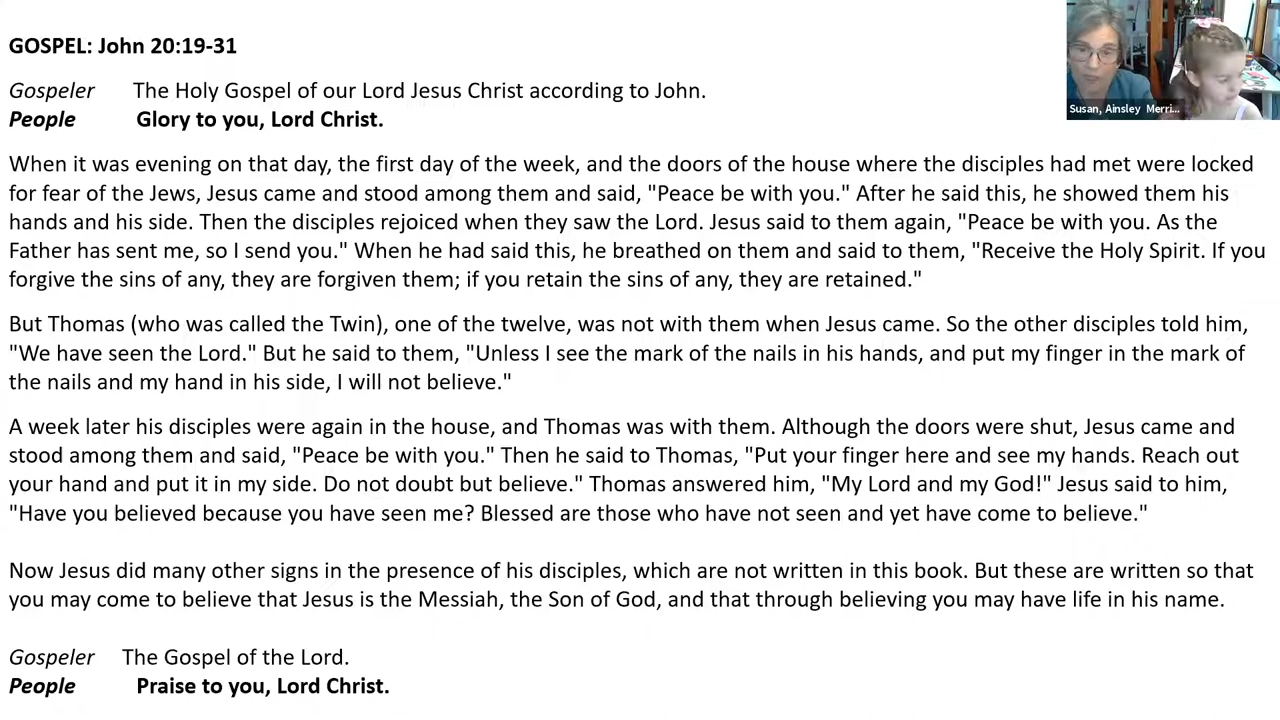 GOSPEL: John 20:19-31
Susan, Ainsley Merri...
Gospeler The Holy Gospel of our Lord Jesus Christ according to John.
People Glory to you, Lord Christ.
When it was evening on that day, the first day of the week, and the doors of the house where the disciples had met were locked
for fear of the Jews, Jesus came and stood among them and said, "Peace be with you." After he said this, he showed them his
hands and his side. Then the disciples rejoiced when they saw the Lord. Jesus said to them again, "Peace be with you. As the
Father has sent me, so I send you." When he had said this, he breathed on them and said to them, "Receive the Holy Spirit. If you
forgive the sins of any, they are forgiven them; if you retain the sins of any, they are retained."
But Thomas (who was called the Twin), one of the twelve, was not with them when Jesus came. So the other disciples told him,
"We have seen the Lord." But he said to them, "Unless I see the mark of the nails in his hands, and put my finger in the mark of
the nails and my hand in his side, I will not believe."
A week later his disciples were again in the house, and Thomas was with them. Although the doors were shut, Jesus came and
stood among them and said, "Peace be with you." Then he said to Thomas, "Put your finger here and see my hands. Reach out
your hand and put it in my side. Do not doubt but believe." Thomas answered him, "My Lord and my God!" Jesus said to him,
"Have you believed because you have seen me? Blessed are those who have not seen and yet have come to believe."
Now Jesus did many other signs in the presence of his disciples, which are not written in this book. But these are written so that
you may come to believe that Jesus is the Messiah, the Son of God, and that through believing you may have life in his name.
Gospeler The Gospel of the Lord.
People Praise to you, Lord Christ.